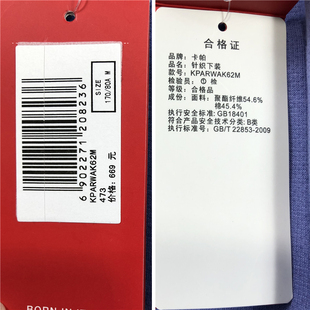 SIZE
170/80A M
6 902271 208236
KPARWAK62M
473
价格: 669 元
BORN IN
合格证
品牌: 卡帕
品名: 针织下装
款号: KPARWAK62M
检验员: ① 检
等级: 合格品
成份: 面料: 聚酯纤维54.6%
棉45.4%
执行安全标准: GB18401
符合产品安全技术分类: B类
执行标准号: GB/T 22853-2009